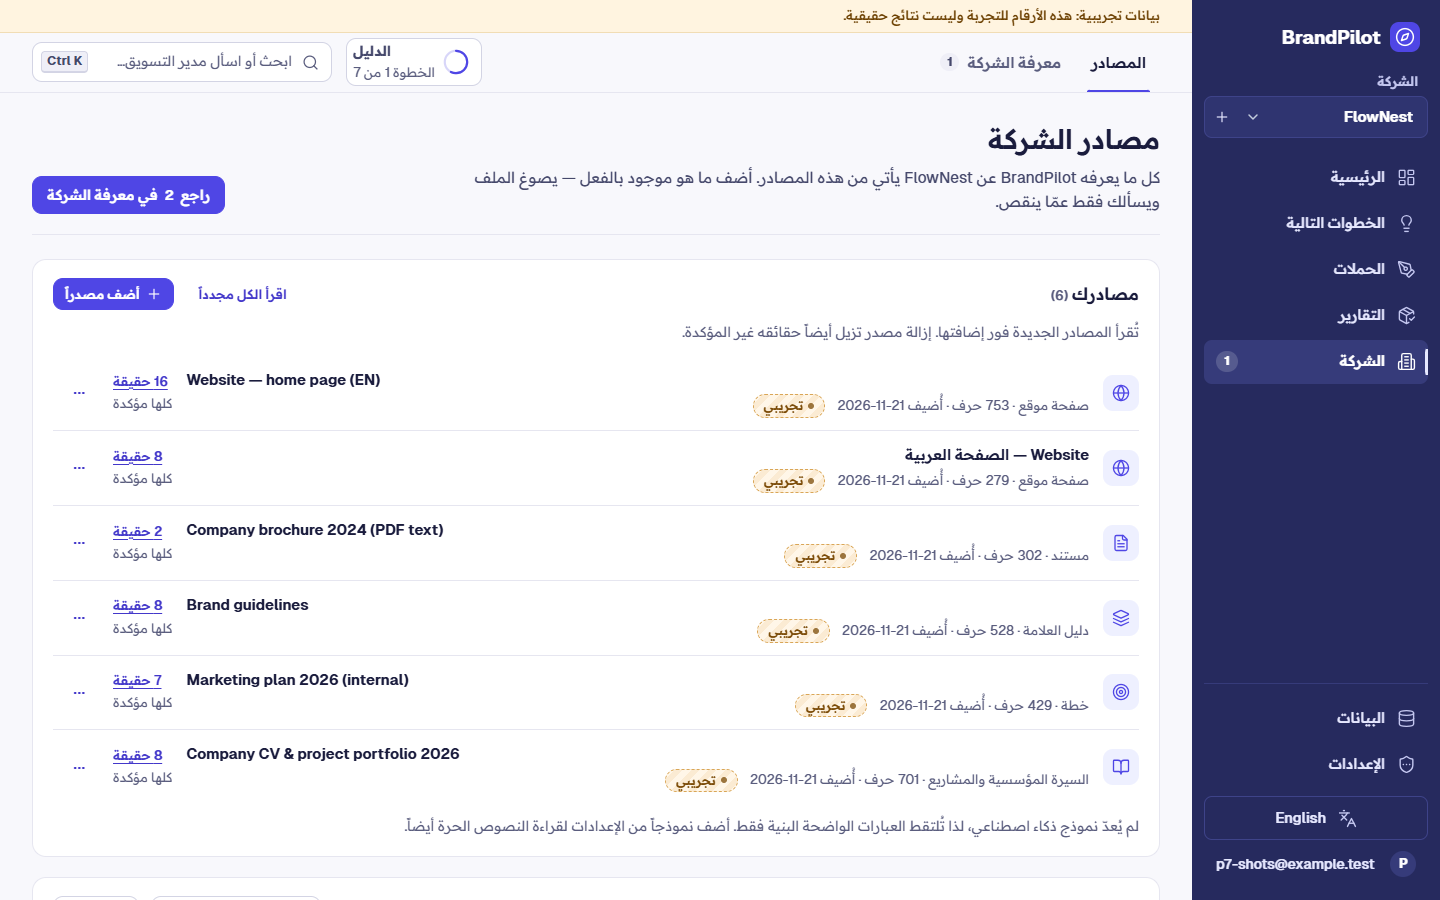 بيانات تجريبية: هذه الأرقام للتجربة وليست نتائج حقيقية.
BrandPilot
الشركة
FlowNest
الرئيسية
الخطوات التالية
الحملات
التقارير
الشركة 1
البيانات
الإعدادات
English
P p7-shots@example.test
المصادر
معرفة الشركة 1
الدليل
الخطوة 1 من 7
ابحث أو اسأل مدير التسويق...
Ctrl K
مصادر الشركة
كل ما يعرفه BrandPilot عن FlowNest يأتي من هذه المصادر. أضف ما هو موجود بالفعل — يصوغ الملف
ويسألك فقط عمّا ينقص.
راجع 2 في معرفة الشركة
مصادرك (6)
اقرأ الكل مجدداً
أضف مصدراً
تُقرأ المصادر الجديدة فور إضافتها. إزالة مصدر تزيل أيضاً حقائقه غير المؤكدة.
Website — home page (EN)
صفحة موقع · 753 حرف · أُضيف 21-11-2026
تجريبي
16 حقيقة
كلها مؤكدة
...
Website — الصفحة العربية
صفحة موقع · 279 حرف · أُضيف 21-11-2026
تجريبي
8 حقيقة
كلها مؤكدة
...
Company brochure 2024 (PDF text)
مستند · 302 حرف · أُضيف 21-11-2026
تجريبي
2 حقيقة
كلها مؤكدة
...
Brand guidelines
دليل العلامة · 528 حرف · أُضيف 21-11-2026
تجريبي
8 حقيقة
كلها مؤكدة
...
Marketing plan 2026 (internal)
خطة · 429 حرف · أُضيف 21-11-2026
تجريبي
7 حقيقة
كلها مؤكدة
...
Company CV & project portfolio 2026
السيرة المؤسسية والمشاريع · 701 حرف · أُضيف 21-11-2026
تجريبي
8 حقيقة
كلها مؤكدة
...
لم يُعدّ نموذج ذكاء اصطناعي، لذا تُلتقط العبارات الواضحة البنية فقط. أضف نموذجاً من الإعدادات لقراءة النصوص الحرة أيضاً.